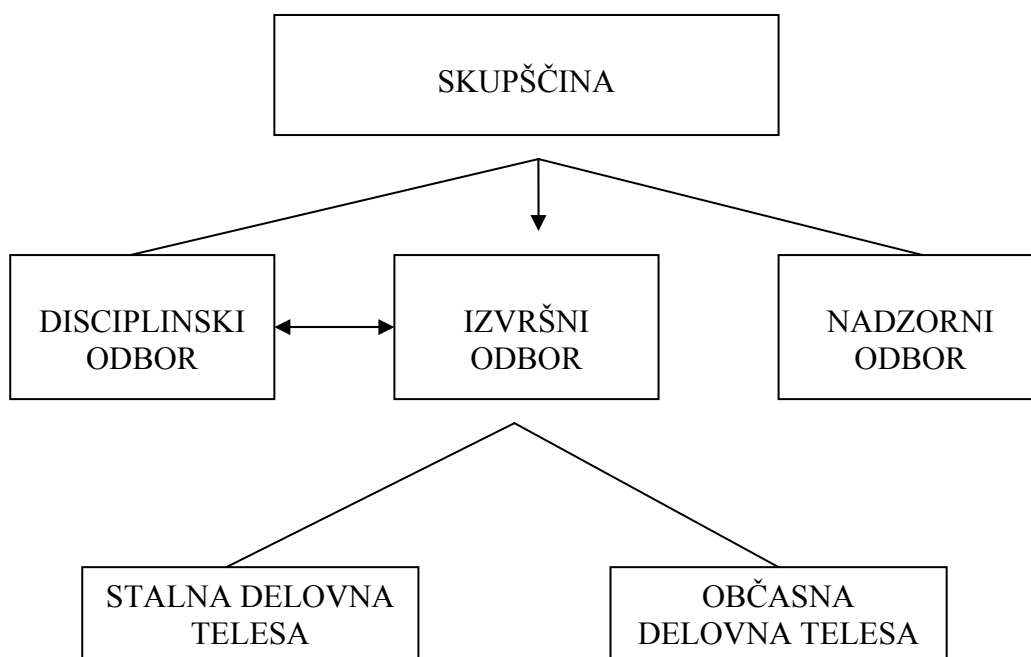 SKUPŠČINA
DISCIPLINSKI
ODBOR
IZVRŠNI
ODBOR
NADZORNI
ODBOR
STALNA DELOVNA
TELESA
OBČASNA
DELOVNA TELESA